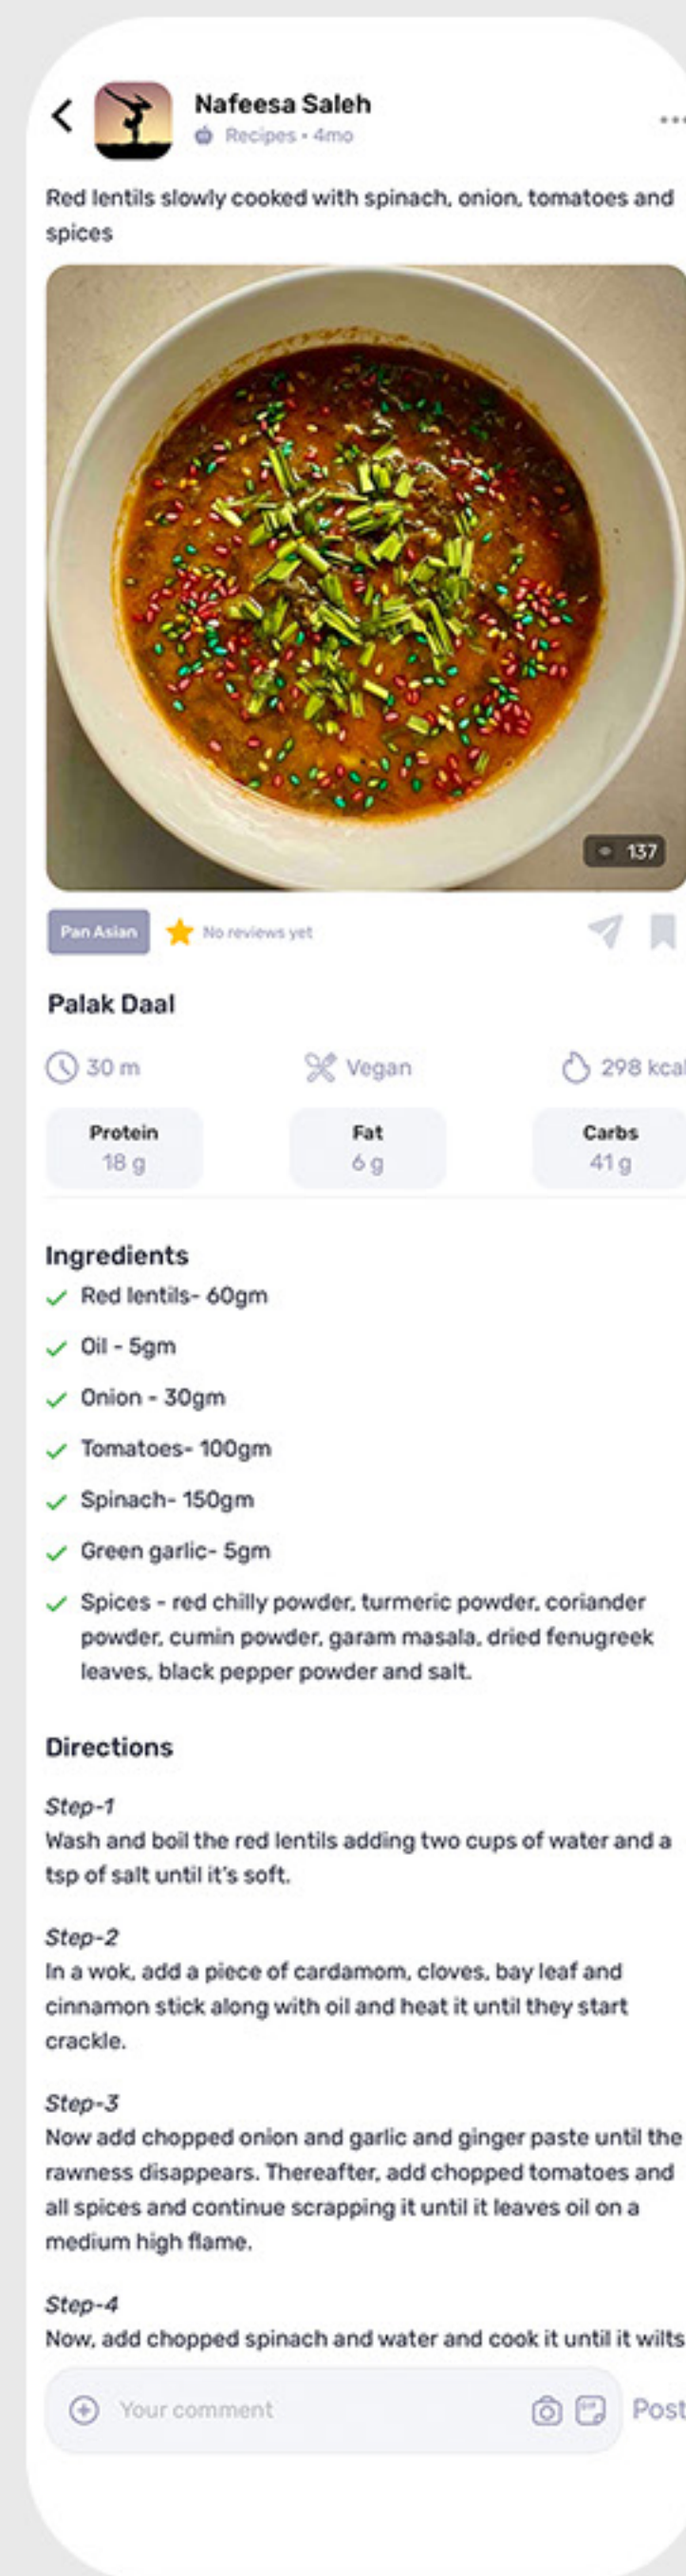 Nafeesa Saleh
Recipes • 4mo
Red lentils slowly cooked with spinach, onion, tomatoes and
spices
137
Pan Asian
No reviews yet
Palak Daal
30 m
Vegan
298 kcal
Protein
18 g
Fat
6 g
Carbs
41 g
Ingredients
Red lentils- 60gm
Oil - 5gm
Onion - 30gm
Tomatoes- 100gm
Spinach- 150gm
Green garlic- 5gm
Spices - red chilly powder, turmeric powder, coriander
powder, cumin powder, garam masala, dried fenugreek
leaves, black pepper powder and salt.
Directions
Step-1
Wash and boil the red lentils adding two cups of water and a
tsp of salt until it's soft.
Step-2
In a wok, add a piece of cardamom, cloves, bay leaf and
cinnamon stick along with oil and heat it until they start
crackle.
Step-3
Now add chopped onion and garlic and ginger paste until the
rawness disappears. Thereafter, add chopped tomatoes and
all spices and continue scrapping it until it leaves oil on a
medium high flame.
Step-4
Now, add chopped spinach and water and cook it until it wilts
Your comment
GIF
Post